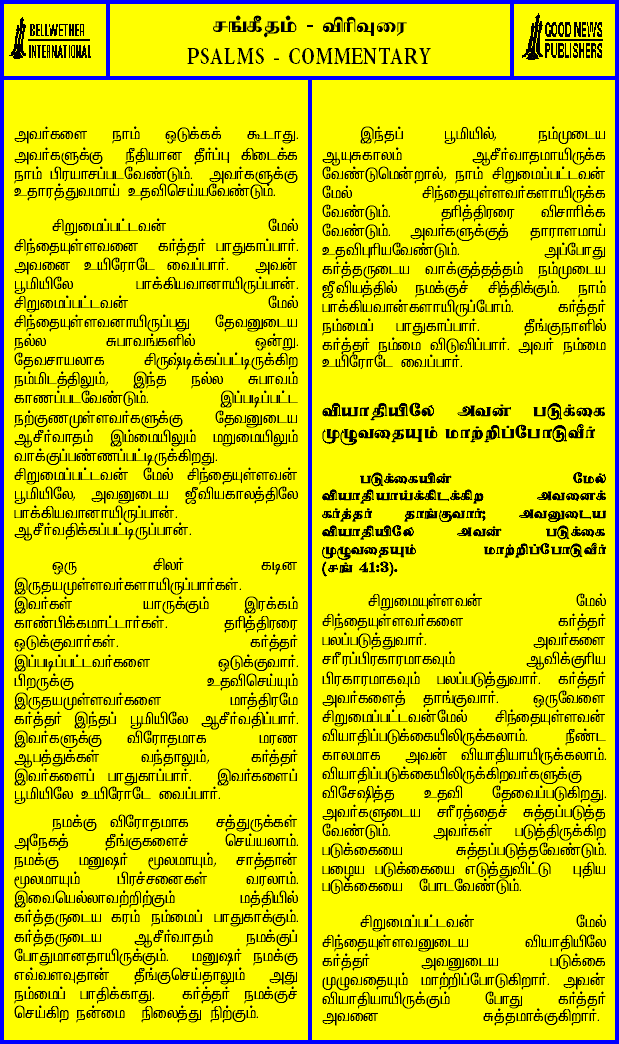 BELLWETHER
INTERNATIONAL
சங்கீதம் - விரிவுரை
PSALMS - COMMENTARY
GOOD NEWS
PUBLISHERS
அவர்களை நாம் ஒடுக்கக் கூடாது.
அவர்களுக்கு நீதியான தீர்ப்பு கிடைக்க
நாம் பிரயாசப்படவேண்டும். அவர்களுக்கு
உதாரத்துவமாய் உதவிசெய்யவேண்டும்.
சிறுமைப்பட்டவன் மேல்
சிந்தையுள்ளவனை கர்த்தர் பாதுகாப்பார்.
அவனை உயிரோடே வைப்பார். அவன்
பூமியிலே பாக்கியவானாயிருப்பான்.
சிறுமைப்பட்டவன் மேல்
சிந்தையுள்ளவனாயிருப்பது தேவனுடைய
நல்ல சுபாவங்களில் ஒன்று.
தேவசாயலாக சிருஷ்டிக்கப்பட்டிருக்கிற
நம்மிடத்திலும், இந்த நல்ல சுபாவம்
காணப்படவேண்டும். இப்படிப்பட்ட
நற்குணமுள்ளவர்களுக்கு தேவனுடைய
ஆசீர்வாதம் இம்மையிலும் மறுமையிலும்
வாக்குப்பண்ணப்பட்டிருக்கிறது.
சிறுமைப்பட்டவன் மேல் சிந்தையுள்ளவன்
பூமியிலே, அவனுடைய ஜீவியகாலத்திலே
பாக்கியவானாயிருப்பான்.
ஆசீர்வதிக்கப்பட்டிருப்பான்.
ஒரு சிலர் கடின
இருதயமுள்ளவர்களாயிருப்பார்கள்.
இவர்கள் யாருக்கும் இரக்கம்
காண்பிக்கமாட்டார்கள். தரித்திரரை
ஒடுக்குவார்கள். கர்த்தர்
இப்படிப்பட்டவர்களை ஒடுக்குவார்.
பிறருக்கு உதவிசெய்யும்
இருதயமுள்ளவர்களை மாத்திரமே
கர்த்தர் இந்தப் பூமியிலே ஆசீர்வதிப்பார்.
இவர்களுக்கு விரோதமாக மரண
ஆபத்துக்கள் வந்தாலும், கர்த்தர்
இவர்களைப் பாதுகாப்பார். இவர்களைப்
பூமியிலே உயிரோடே வைப்பார்.
நமக்கு விரோதமாக சத்துருக்கள்
அநேகத் தீங்குகளைச் செய்யலாம்.
நமக்கு மனுஷர் மூலமாயும், சாத்தான்
மூலமாயும் பிரச்சனைகள் வரலாம்.
இவையெல்லாவற்றிற்கும் மத்தியில்
கர்த்தருடைய கரம் நம்மைப் பாதுகாக்கும்.
கர்த்தருடைய ஆசீர்வாதம் நமக்குப்
போதுமானதாயிருக்கும். மனுஷர் நமக்கு
எவ்வளவுதான் தீங்குசெய்தாலும் அது
நம்மைப் பாதிக்காது. கர்த்தர் நமக்குச்
செய்கிற நன்மை நிலைத்து நிற்கும்.
இந்தப் பூமியில், நம்முடைய
ஆயுசுகாலம் ஆசீர்வாதமாயிருக்க
வேண்டுமென்றால், நாம் சிறுமைப்பட்டவன்
மேல் சிந்தையுள்ளவர்களாயிருக்க
வேண்டும். தரித்திரரை விசாரிக்க
வேண்டும். அவர்களுக்குத் தாராளமாய்
உதவிபுரியவேண்டும். அப்போது
கர்த்தருடைய வாக்குத்தத்தம் நம்முடைய
ஜீவியத்தில் நமக்குச் சித்திக்கும். நாம்
பாக்கியவான்களாயிருப்போம். கர்த்தர்
நம்மைப் பாதுகாப்பார். தீங்குநாளில்
கர்த்தர் நம்மை விடுவிப்பார். அவர் நம்மை
உயிரோடே வைப்பார்.
வியாதியிலே அவன் படுக்கை
முழுவதையும் மாற்றிப்போடுவீர்
படுக்கையின் மேல்
வியாதியாய்க்கிடக்கிற அவனைக்
கர்த்தர் தாங்குவார்; அவனுடைய
வியாதியிலே அவன் படுக்கை
முழுவதையும் மாற்றிப்போடுவீர்
(சங் 41:3).
சிறுமையுள்ளவன் மேல்
சிந்தையுள்ளவர்களை கர்த்தர்
பலப்படுத்துவார். அவர்களை
சரீரப்பிரகாரமாகவும் ஆவிக்குரிய
பிரகாரமாகவும் பலப்படுத்துவார். கர்த்தர்
அவர்களைத் தாங்குவார். ஒருவேளை
சிறுமைப்பட்டவன்மேல் சிந்தையுள்ளவன்
வியாதிப்படுக்கையிலிருக்கலாம். நீண்ட
காலமாக அவன் வியாதியாயிருக்கலாம்.
வியாதிப்படுக்கையிலிருக்கிறவர்களுக்கு
விசேஷித்த உதவி தேவைப்படுகிறது.
அவர்களுடைய சரீரத்தைச் சுத்தப்படுத்த
வேண்டும். அவர்கள் படுத்திருக்கிற
படுக்கையை சுத்தப்படுத்தவேண்டும்.
பழைய படுக்கையை எடுத்துவிட்டு புதிய
படுக்கையை போடவேண்டும்.
சிறுமைப்பட்டவன் மேல்
சிந்தையுள்ளவனுடைய வியாதியிலே
கர்த்தர் அவனுடைய படுக்கை
முழுவதையும் மாற்றிப்போடுகிறார். அவன்
வியாதியாயிருக்கும் போது கர்த்தர்
அவனை சுத்தமாக்குகிறார்.